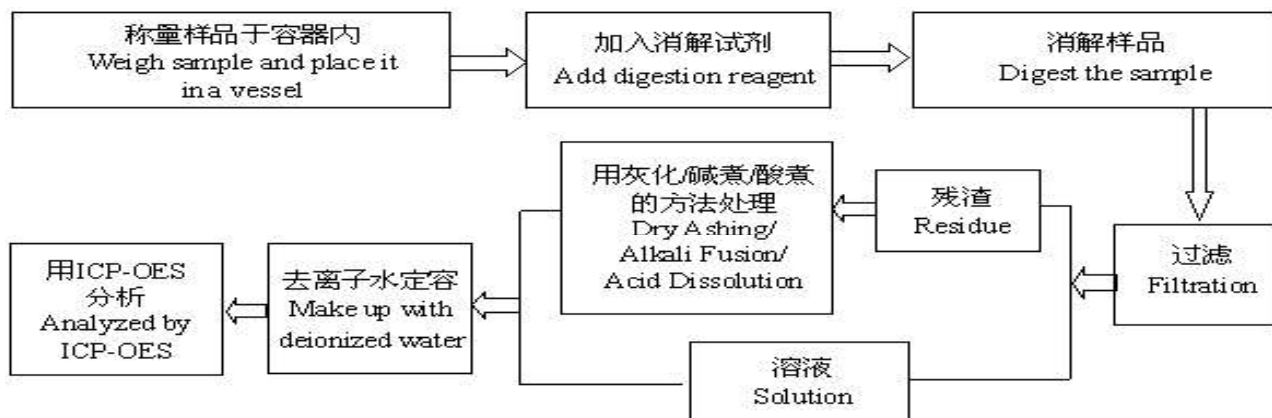 称量样品于容器内
Weigh sample and place it
in a vessel
加入消解试剂
Add digestion reagent
消解样品
Digest the sample
过滤
Filtration
残渣
Residue
用灰化/碱煮/酸煮
的方法处理
Dry Ashing/
Alkali Fusion/
Acid Dissolution
溶液
Solution
去离子水定容
Make up with
deionized water
用ICP-OES
分析
Analyzed by
ICP-OES